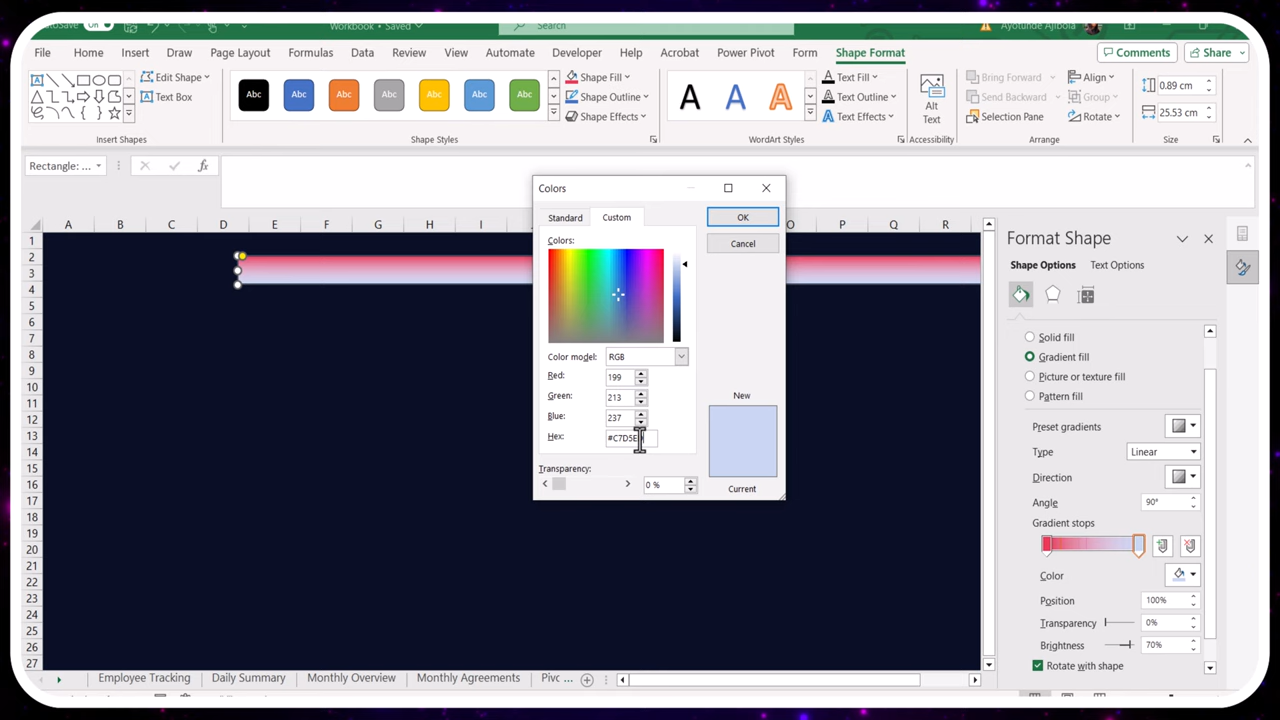 AutoSave On Workbook • Saved Search Ayotunde Ajibola
File Home Insert Draw Page Layout Formulas Data Review View Automate Developer Help Acrobat Power Pivot Form Shape Format Comments Share
Edit Shape
Text Box
Insert Shapes
Abc Abc Abc Abc Abc Abc Abc
Shape Fill
Shape Outline
Shape Effects
Shape Styles
A A A
Text Fill
Text Outline
Text Effects
WordArt Styles
Alt
Text
Accessibility
Bring Forward Align
Send Backward Group
Selection Pane Rotate
Arrange
0.89 cm
25.53 cm
Size
Rectangle: ... fx
A B C D E F G H I O P Q R
1
2
3
4
5
6
7
8
9
10
11
12
13
14
15
16
17
18
19
20
21
22
23
24
25
26
27
Colors
Standard Custom OK
Cancel
Colors:
Color model: RGB
Red: 199
Green: 213
Blue: 237
Hex:
Transparency:
0 %
New
Current
Format Shape
Shape Options Text Options
Solid fill
Gradient fill
Picture or texture fill
Pattern fill
Preset gradients
Type Linear
Direction
Angle 90°
Gradient stops
Color
Position 100%
Transparency 0%
Brightness 70%
Rotate with shape
Employee Tracking Daily Summary Monthly Overview Monthly Agreements Pivc ...